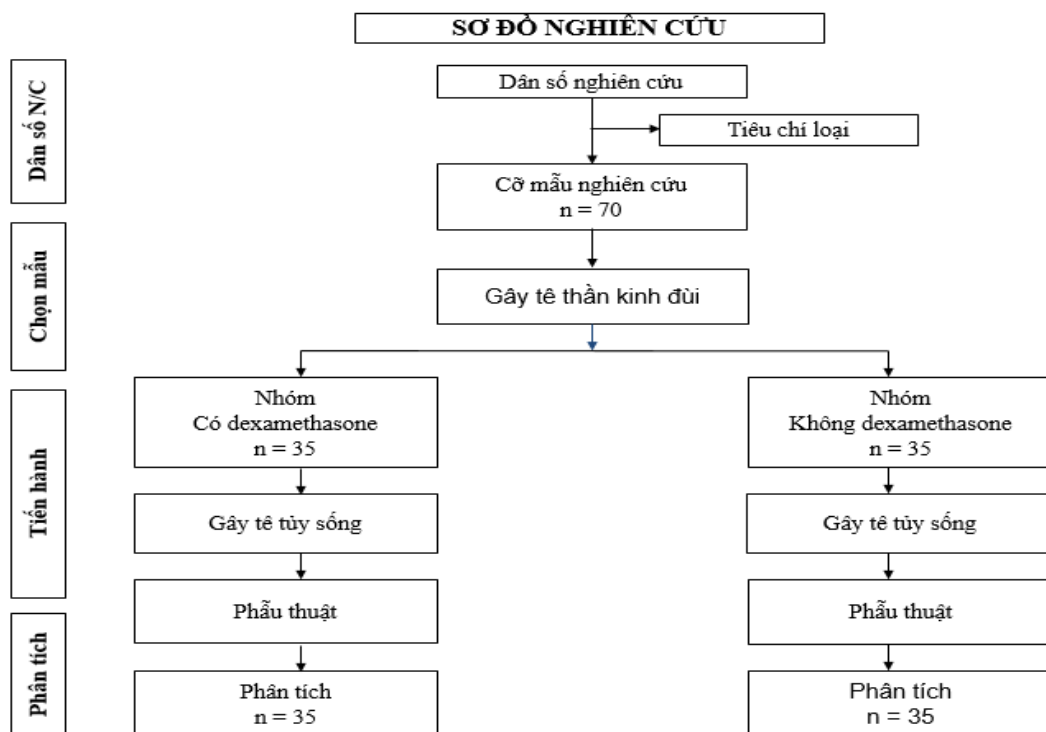 SƠ ĐỒ NGHIÊN CỨU
Dân số N/C
Dân số nghiên cứu
Tiêu chí loại
Cỡ mẫu nghiên cứu
n = 70
Chọn mẫu
Gây tê thần kinh đùi
Tiến hành
Nhóm
Có dexamethasone
n = 35
Nhóm
Không dexamethasone
n = 35
Gây tê tủy sống
Gây tê tủy sống
Phẫu thuật
Phẫu thuật
Phân tích
Phân tích
n = 35
Phân tích
n = 35